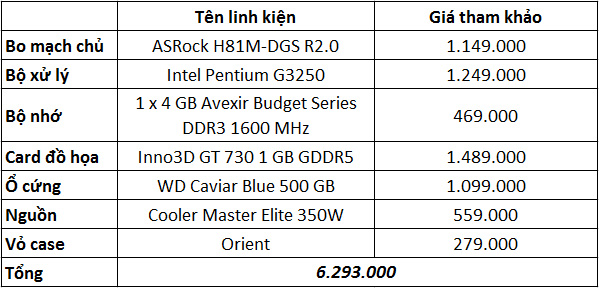 Tên linh kiện Giá tham khảo
Bo mạch chủ ASRock H81M-DGS R2.0 1.149.000
Bộ xử lý Intel Pentium G3250 1.249.000
Bộ nhớ 1 x 4 GB Avexir Budget Series
DDR3 1600 MHz 469.000
Card đồ họa Inno3D GT 730 1 GB GDDR5 1.489.000
Ổ cứng WD Caviar Blue 500 GB 1.099.000
Nguồn Cooler Master Elite 350W 559.000
Vỏ case Orient 279.000
Tổng 6.293.000